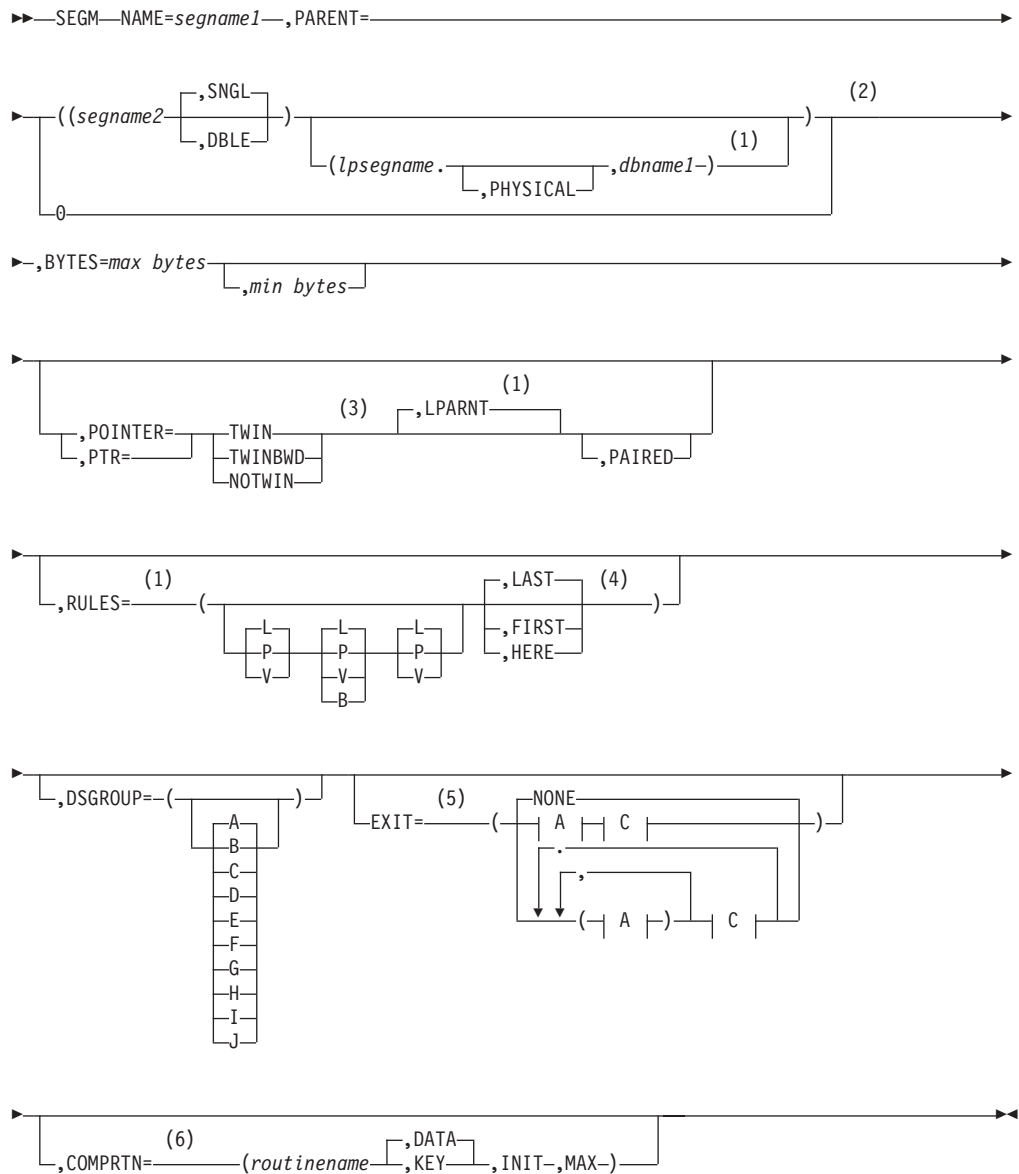 SEGM NAME=segname1 ,PARENT=
,SNGL (2)
((segname2 ) )
,DBLE (1)
(lpsegname. ,dbname1 )
,PHYSICAL
0
,BYTES=max bytes
,min bytes
(1)
(3) ,LPARNT
,POINTER= TWIN
,PTR= TWINBWD ,PAIRED
NOTWIN
(1) ,LAST (4)
,RULES= ( )
L L L ,FIRST
P P P ,HERE
V V V
B
,DSGROUP= ( ) (5) NONE
A EXIT= ( A C )
B .
C ,
D
E ( A ) C
F
G
H
I
J
(6) ,DATA
,COMPRTN= (routinename ,KEY ,INIT ,MAX )